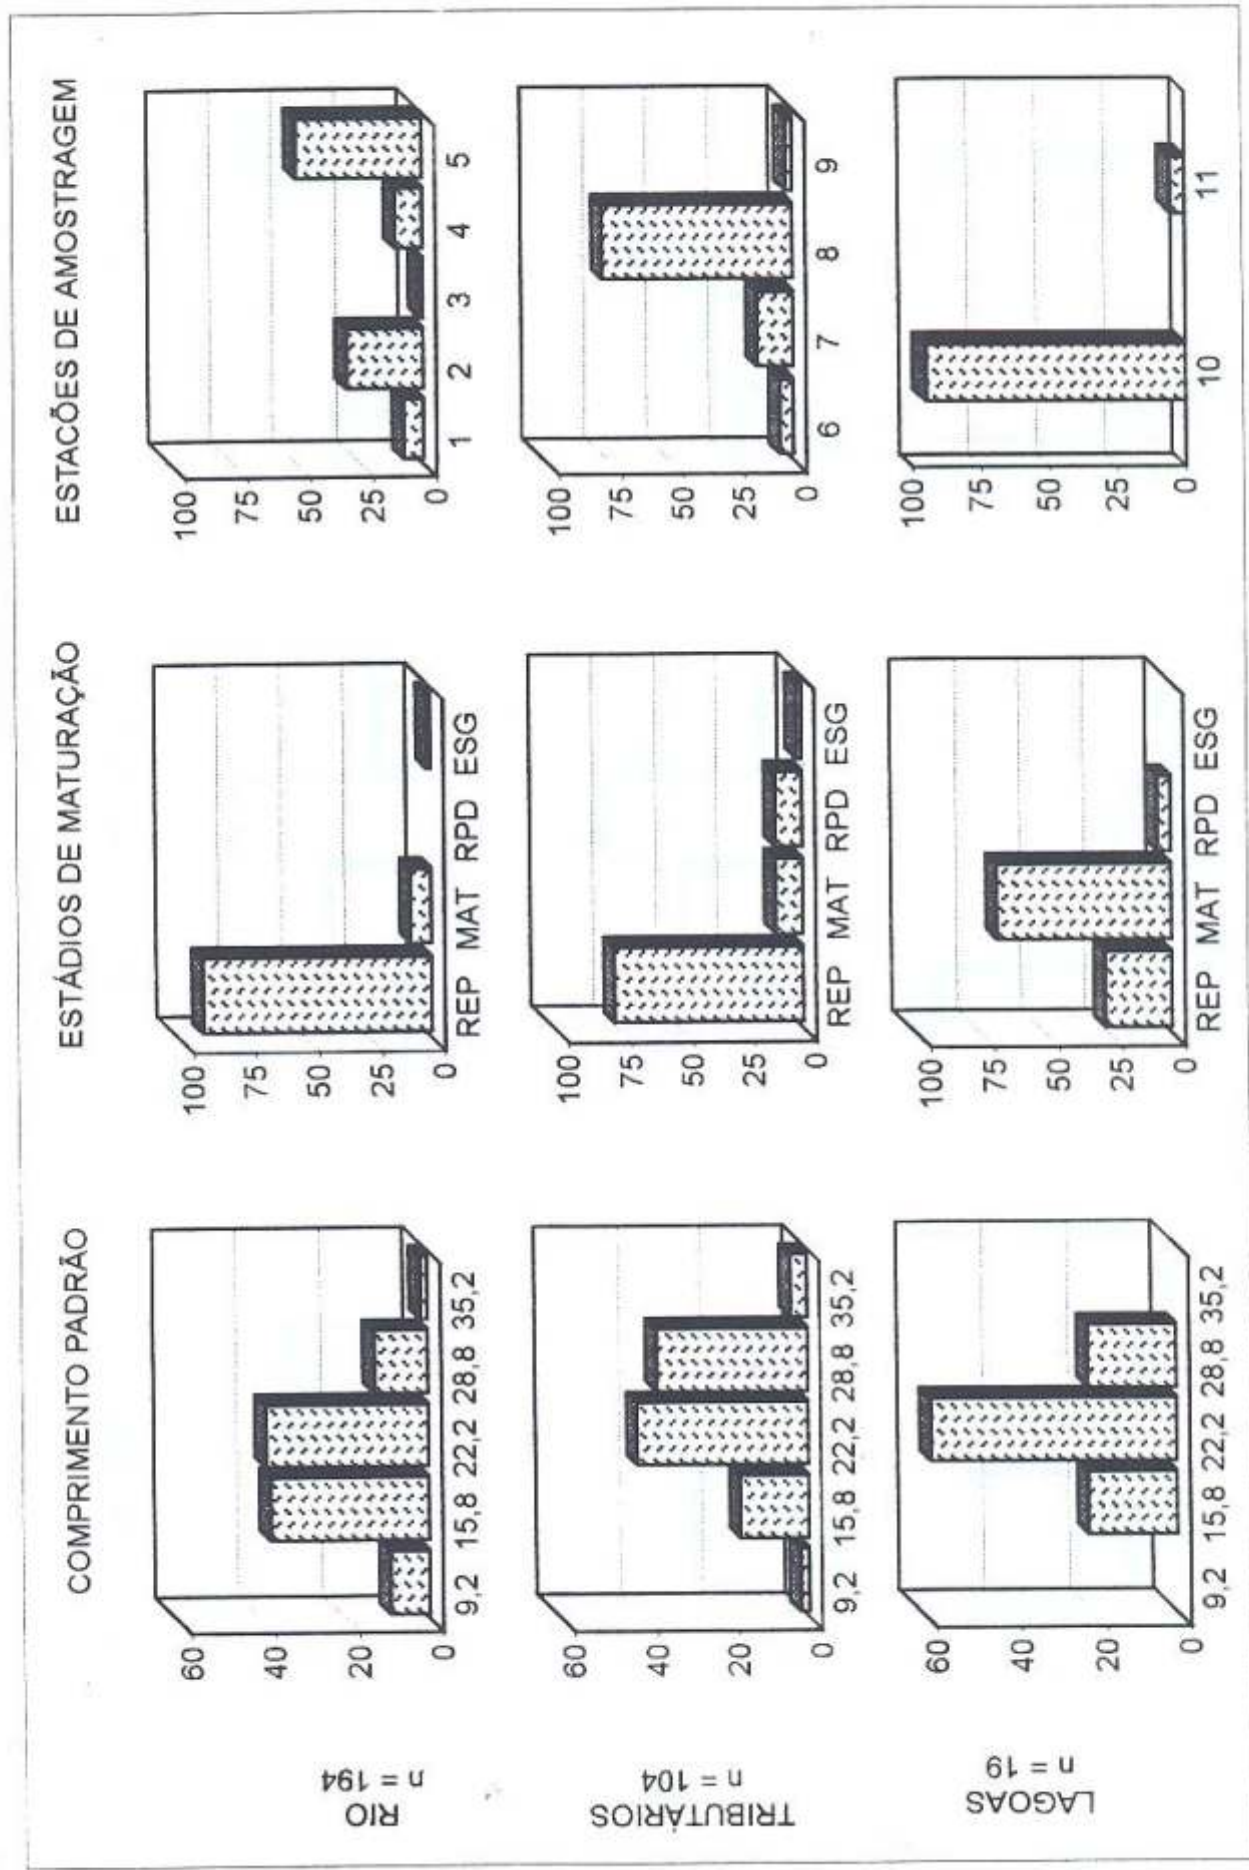 COMPRIMENTO PADRÃO
ESTÁDIOS DE MATURAÇÃO
ESTACÕES DE AMOSTRAGEM
RIO
n = 194
60
40
20
0
9,2 15,8 22,2 28,8 35,2
100
75
50
25
0
REP MAT RPD ESG
100
75
50
25
0
1 2 3 4 5
TRIBUTÁRIOS
n = 104
60
40
20
0
9,2 15,8 22,2 28,8 35,2
100
75
50
25
0
REP MAT RPD ESG
100
75
50
25
0
6 7 8 9
LAGOAS
n = 19
60
40
20
0
9,2 15,8 22,2 28,8 35,2
100
75
50
25
0
REP MAT RPD ESG
100
75
50
25
0
10 11